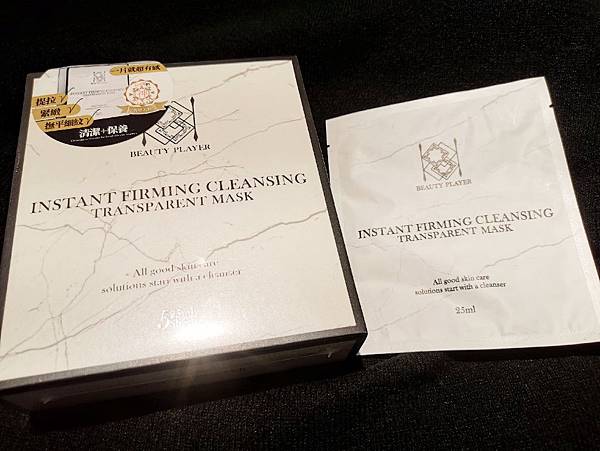 一片就超有感
提拉
緊緻
撫平細紋
清潔+保養
BEAUTY PLAYER
INSTANT FIRMING CLEANSING
TRANSPARENT MASK
All good skin care
solutions start with a cleanser
5
BEAUTY PLAYER
INSTANT FIRMING CLEANSING
TRANSPARENT MASK
All good skin care
solutions start with a cleanser
25ml